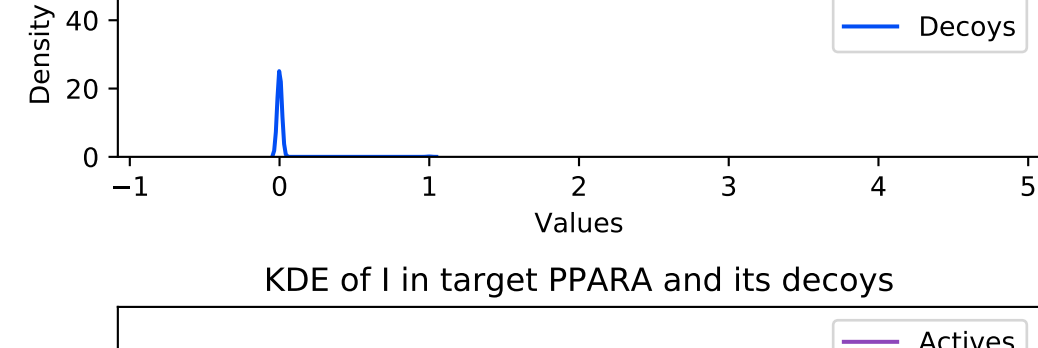 40
Density
Decoys
20
0
−1 0 1 2 3 4 5
Values
KDE of I in target PPARA and its decoys
Actives